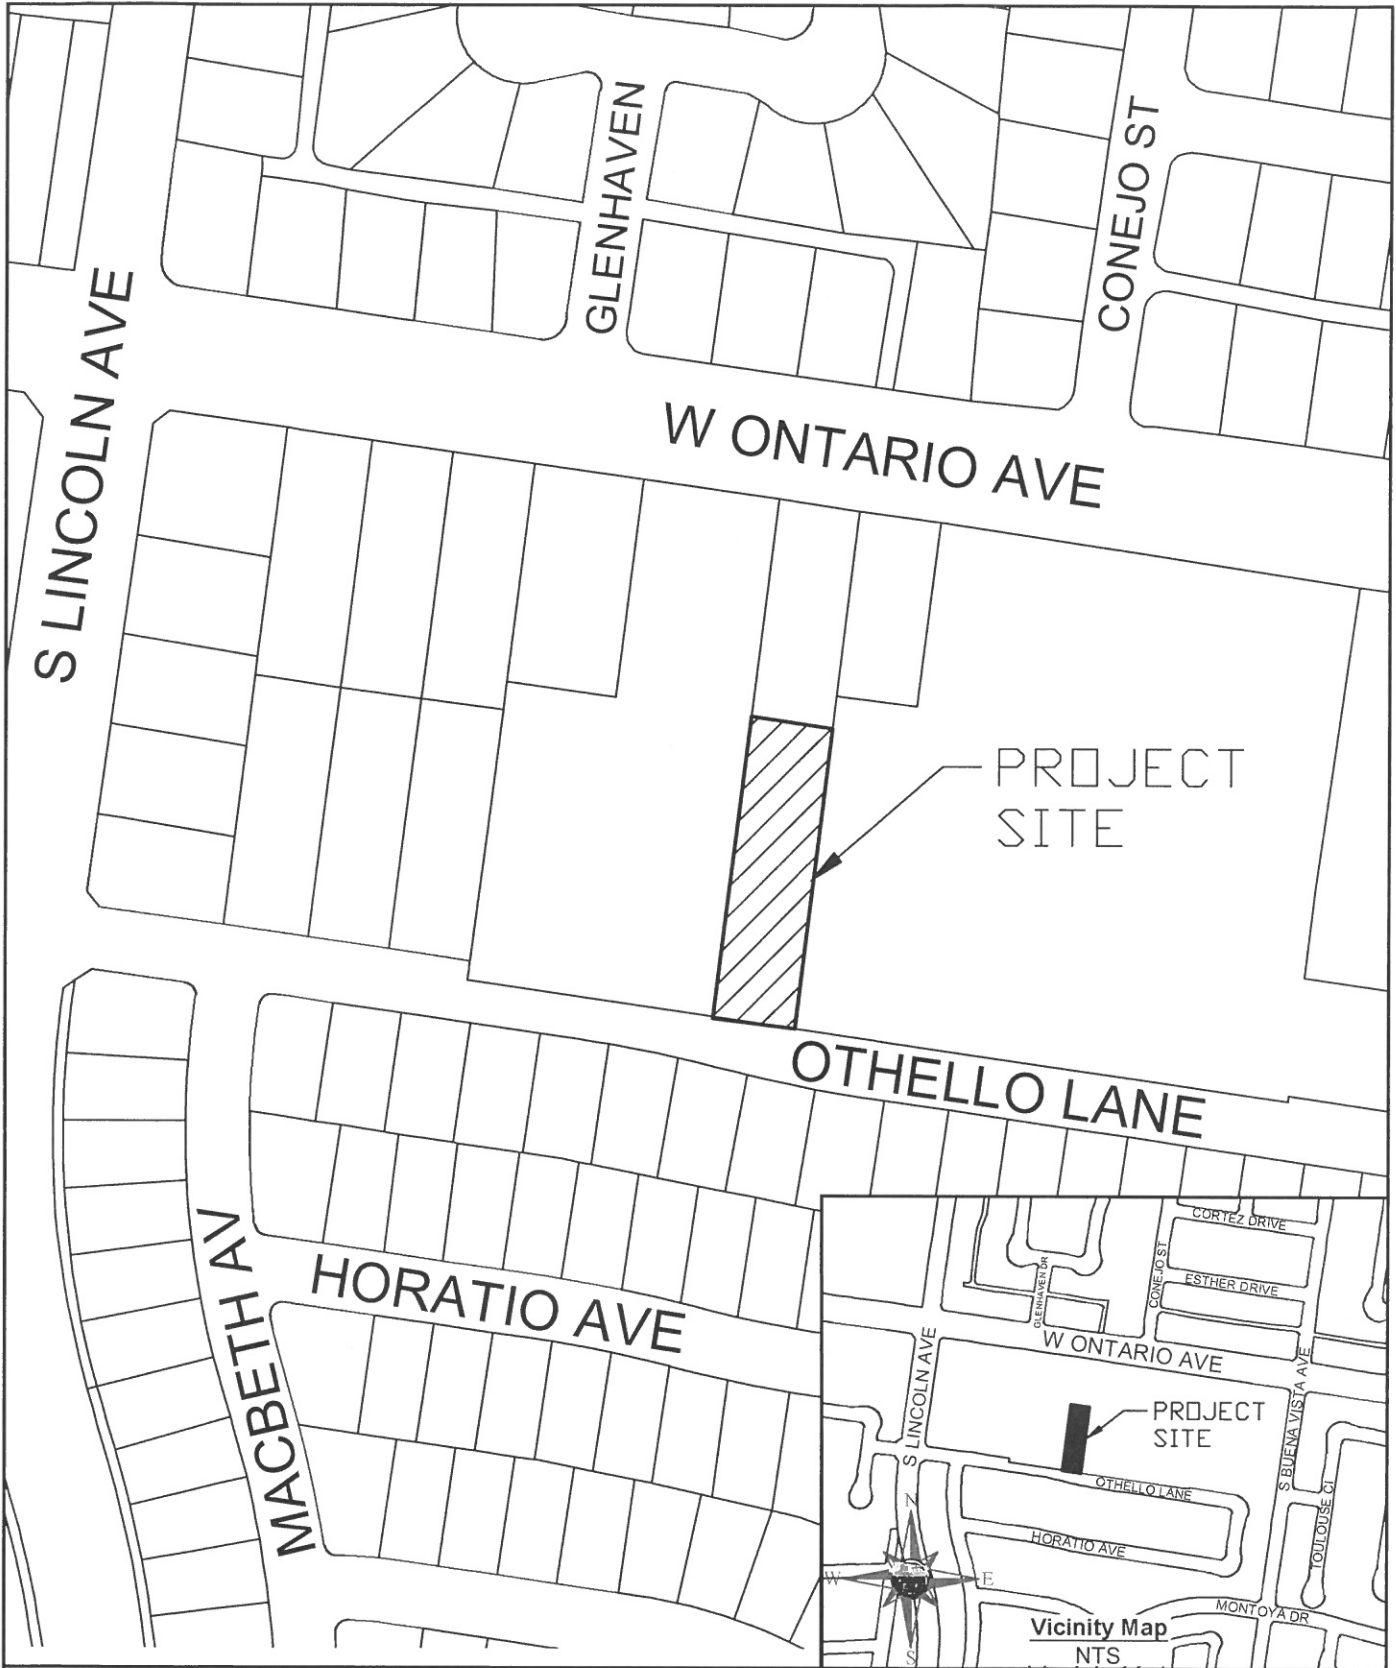 GLENHAVEN
CONEJO ST
S LINCOLN AVE
W ONTARIO AVE
PROJECT
SITE
OTHELLO LANE
MACBETH AV
HORATIO AVE
CORTEZ DRIVE
CONEJO ST
GLENHAVEN DR
ESTHER DRIVE
W ONTARIO AVE
S LINCOLN AVE
S BUENA VISTA AVE
PROJECT
SITE
OTHELLO LANE
TOULOUSE CI
HORATIO AVE
N
W
E
S
MONTOYA DR
Vicinity Map
NTS